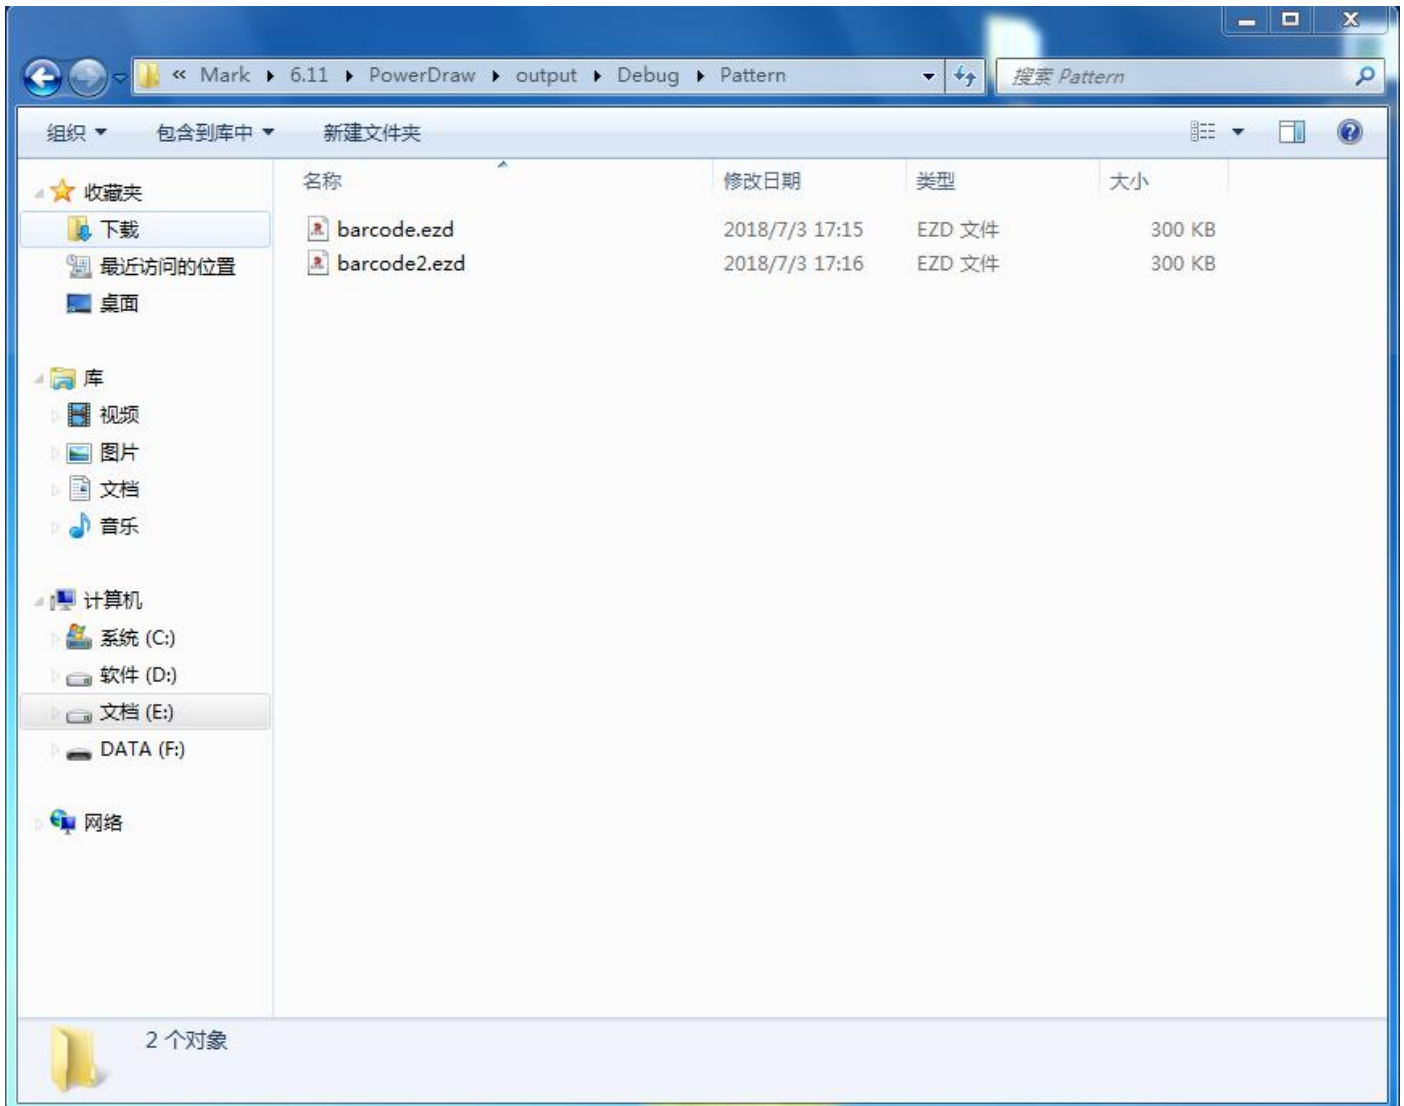 « Mark 6.11 PowerDraw output Debug Pattern 搜索 Pattern
组织 包含到库中 新建文件夹
名称 修改日期 类型 大小
收藏夹
下载
最近访问的位置
桌面
库
视频
图片
文档
音乐
计算机
系统 (C:)
软件 (D:)
文档 (E:)
DATA (F:)
网络
barcode.ezd 2018/7/3 17:15 EZD 文件 300 KB
barcode2.ezd 2018/7/3 17:16 EZD 文件 300 KB
2 个对象